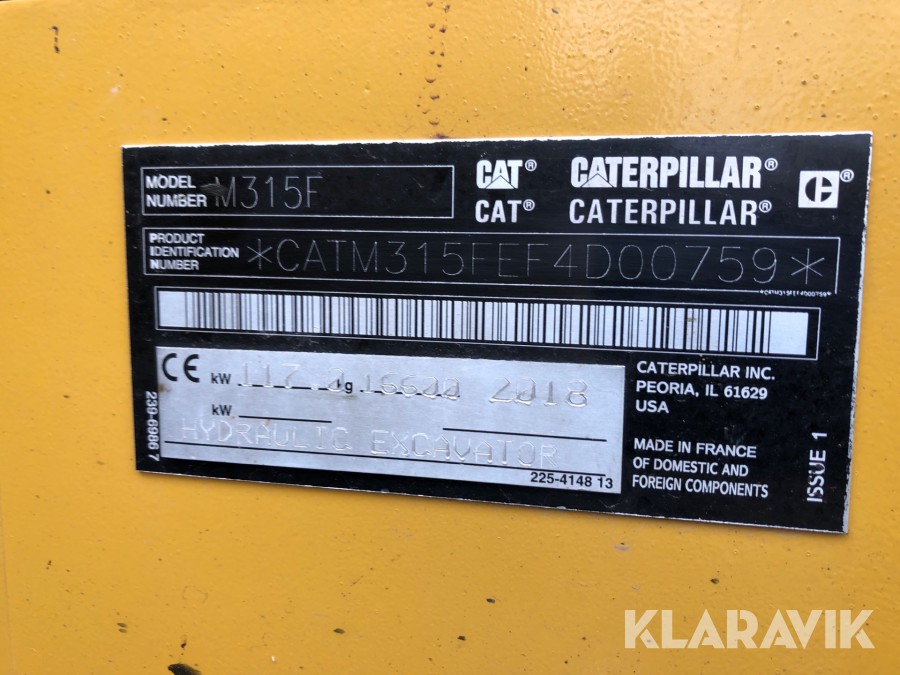 MODEL NUMBER M315F
CAT® CATERPILLAR®
CAT® CATERPILLAR®
C®
PRODUCT IDENTIFICATION NUMBER *CATM315FEF4D00759*
*CATM315FEF4D00759*
CE kW 117.0 kg 16600 2018
kW
HYDRAULIC EXCAVATOR
225-4148 13
239-6986 7
CATERPILLAR INC.
PEORIA, IL 61629
USA
MADE IN FRANCE
OF DOMESTIC AND
FOREIGN COMPONENTS
ISSUE 1
KLARAVIK